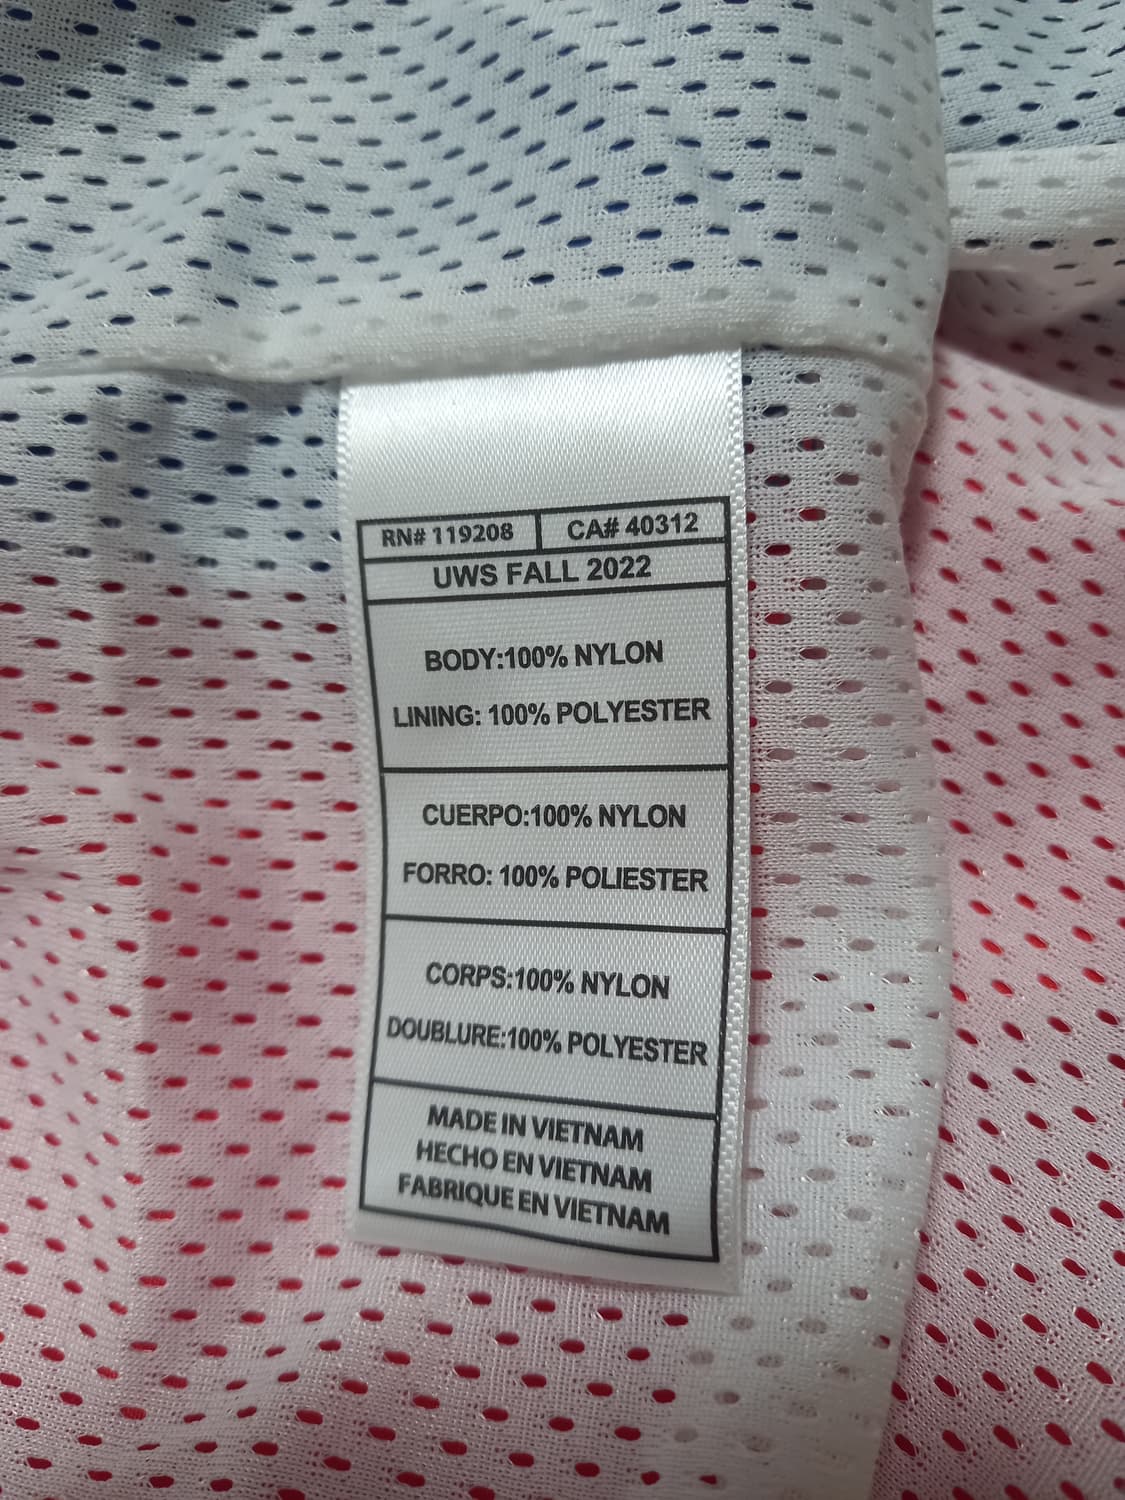 RN# 119208 CA# 40312
UWS FALL 2022
BODY:100% NYLON
LINING: 100% POLYESTER
CUERPO:100% NYLON
FORRO: 100% POLIESTER
CORPS:100% NYLON
DOUBLURE:100% POLYESTER
MADE IN VIETNAM
HECHO EN VIETNAM
FABRIQUE EN VIETNAM